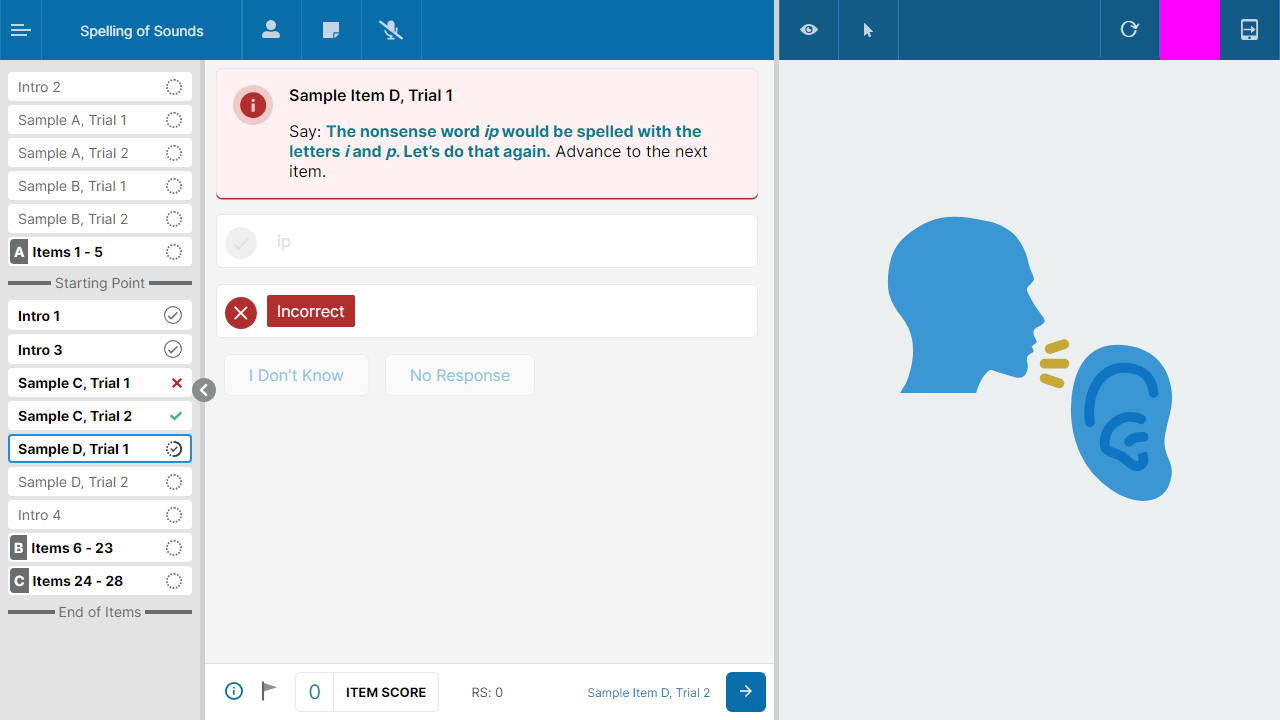 Spelling of Sounds
Intro 2
Sample A, Trial 1
Sample A, Trial 2
Sample B, Trial 1
Sample B, Trial 2
A Items 1 - 5
Starting Point
Intro 1
Intro 3
Sample C, Trial 1
Sample C, Trial 2
Sample D, Trial 1
Sample D, Trial 2
Intro 4
B Items 6 - 23
C Items 24 - 28
End of Items
Sample Item D, Trial 1
Say: The nonsense word ip would be spelled with the
letters i and p. Let’s do that again. Advance to the next
item.
ip
Incorrect
I Don’t Know
No Response
0 ITEM SCORE
RS: 0
Sample Item D, Trial 2